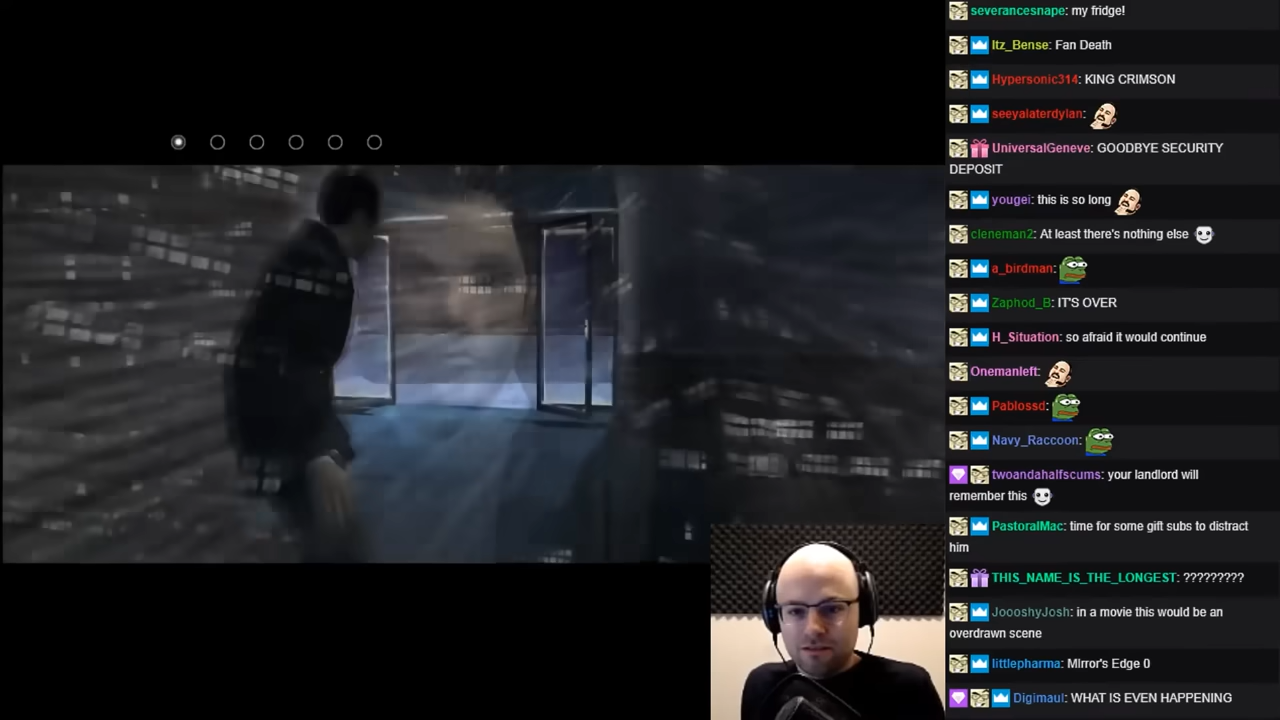 severancesnape: my fridge!
Itz_Bense: Fan Death
Hypersonic314: KING CRIMSON
seeyalaterdylan:
UniversalGeneve: GOODBYE SECURITY
DEPOSIT
yougei: this is so long
cleneman2: At least there's nothing else
a_birdman:
Zaphod_B: IT'S OVER
H_Situation: so afraid it would continue
Onemanleft:
Pablossd:
Navy_Raccoon:
twoandahalfscums: your landlord will
remember this
PastoralMac: time for some gift subs to distract
him
THIS_NAME_IS_THE_LONGEST: ?????????
JoooshyJosh: in a movie this would be an
overdrawn scene
littlepharma: MIrror's Edge 0
Digimaul: WHAT IS EVEN HAPPENING